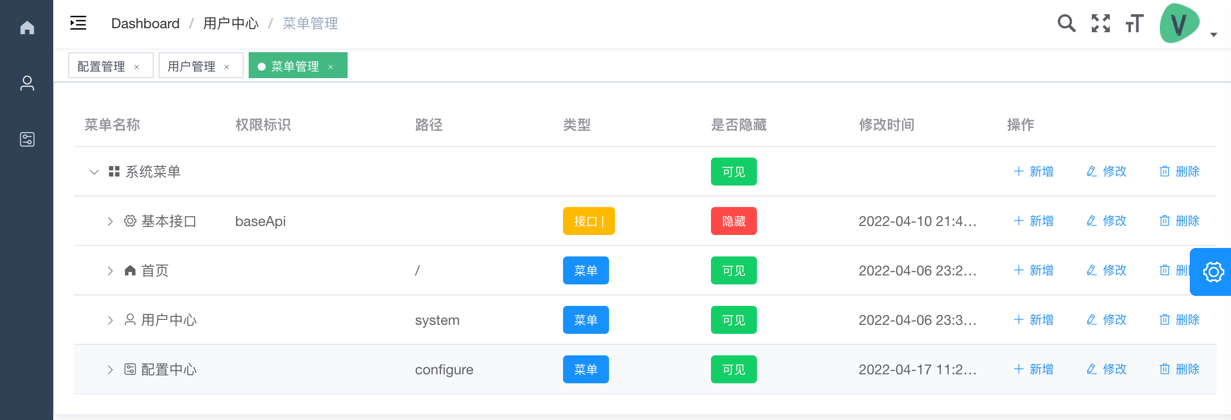 Dashboard / 用户中心 / 菜单管理
配置管理 × 用户管理 × 菜单管理 ×
菜单名称 权限标识 路径 类型 是否隐藏 修改时间 操作
系统菜单 可见 新增 修改 删除
基本接口 baseApi 接口 | 隐藏 2022-04-10 21:4... 新增 修改 删除
首页 / 菜单 可见 2022-04-06 23:2... 新增 修改 删
用户中心 system 菜单 可见 2022-04-06 23:3... 新增 修改 删除
配置中心 configure 菜单 可见 2022-04-17 11:2... 新增 修改 删除